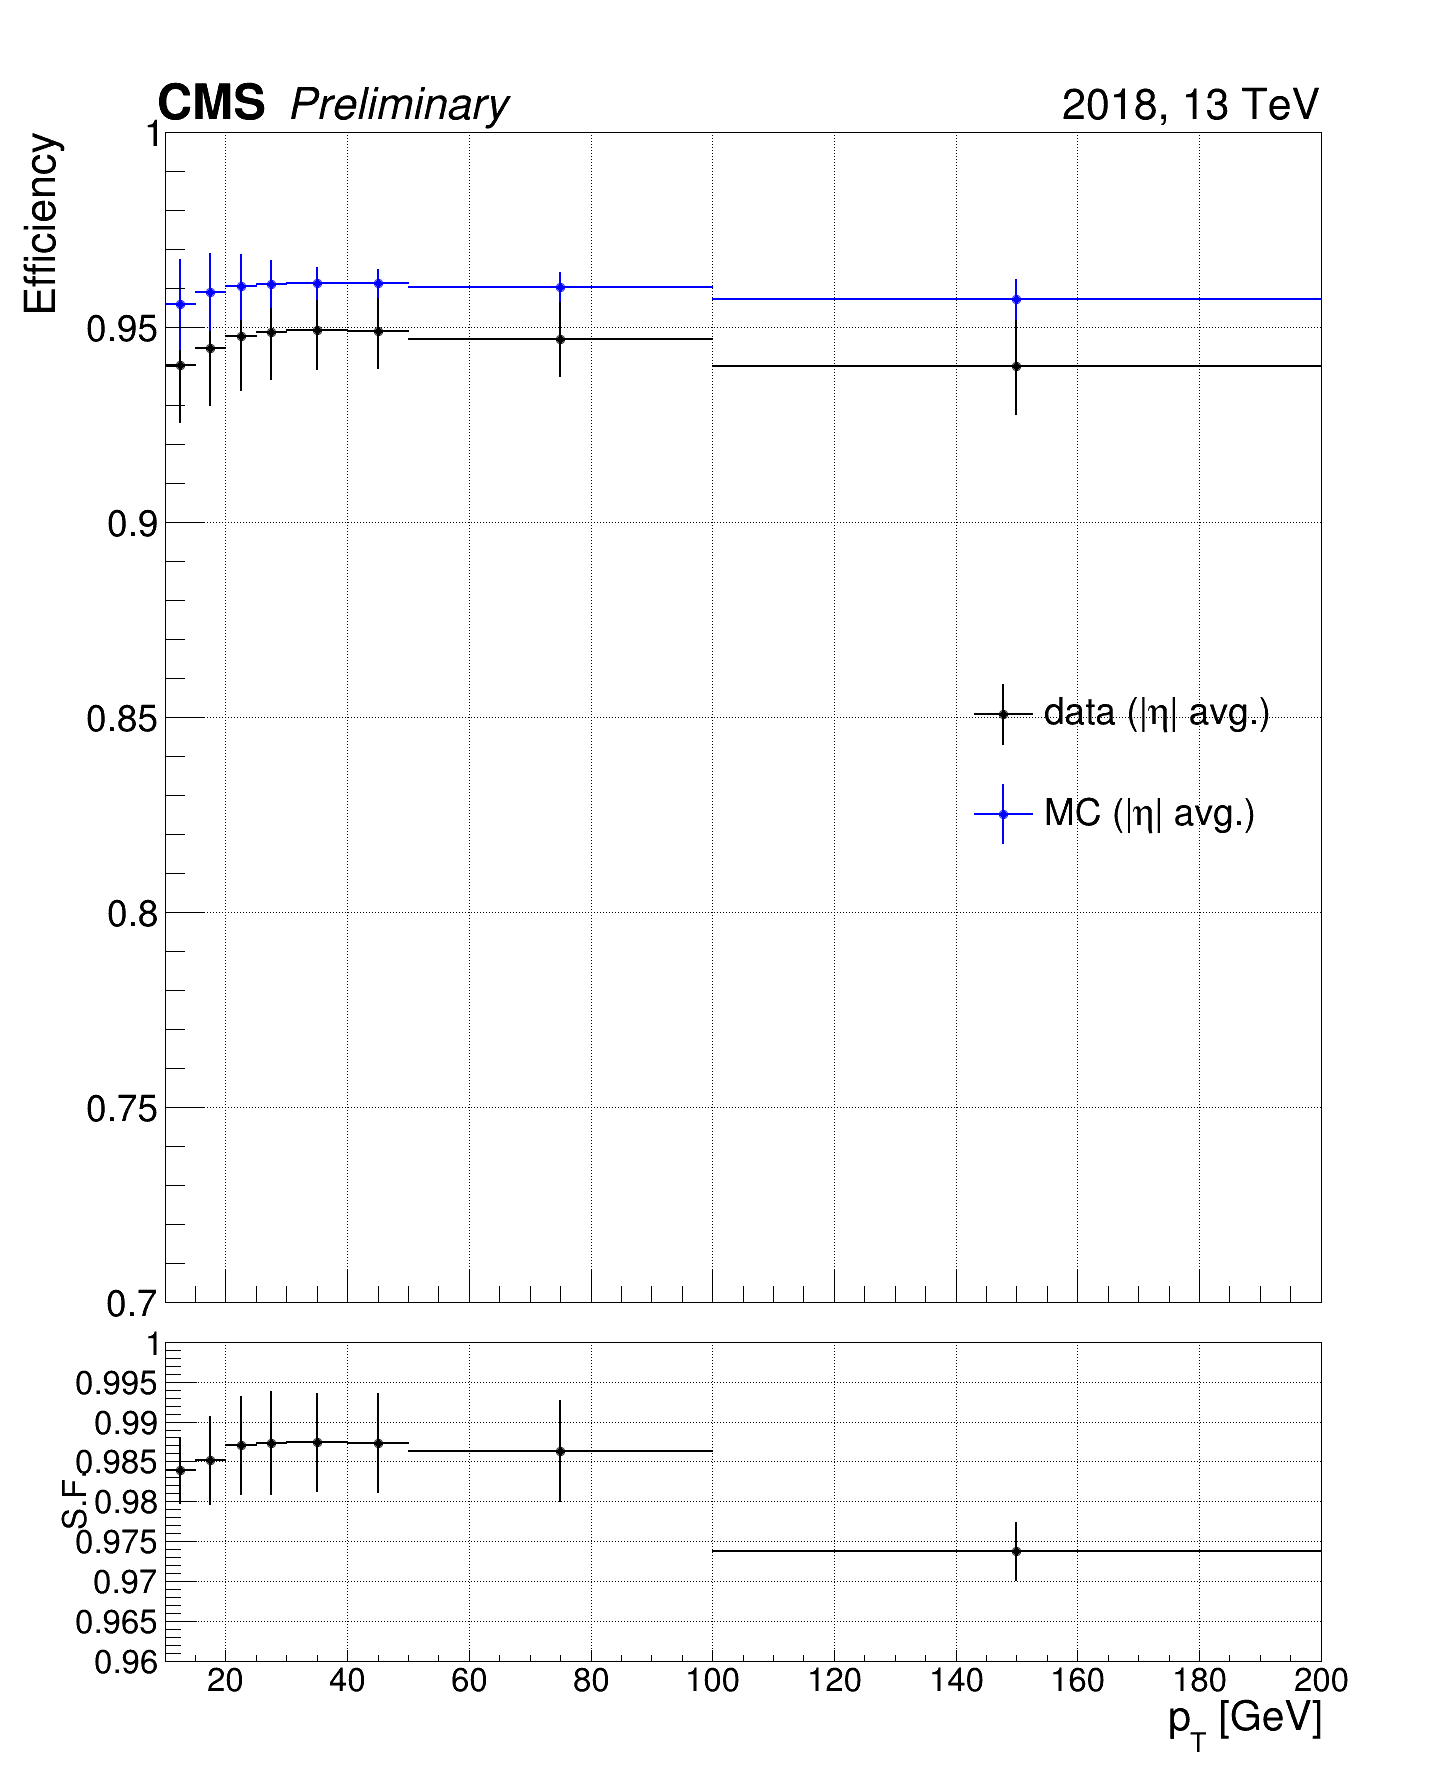 CMS Preliminary 2018, 13 TeV
Efficiency
1
0.95
0.9
0.85
0.8
0.75
0.7
data (|η| avg.)
MC (|η| avg.)
S.F.
1
0.995
0.99
0.985
0.98
0.975
0.97
0.965
0.96
20 40 60 80 100 120 140 160 180 200
pT [GeV]